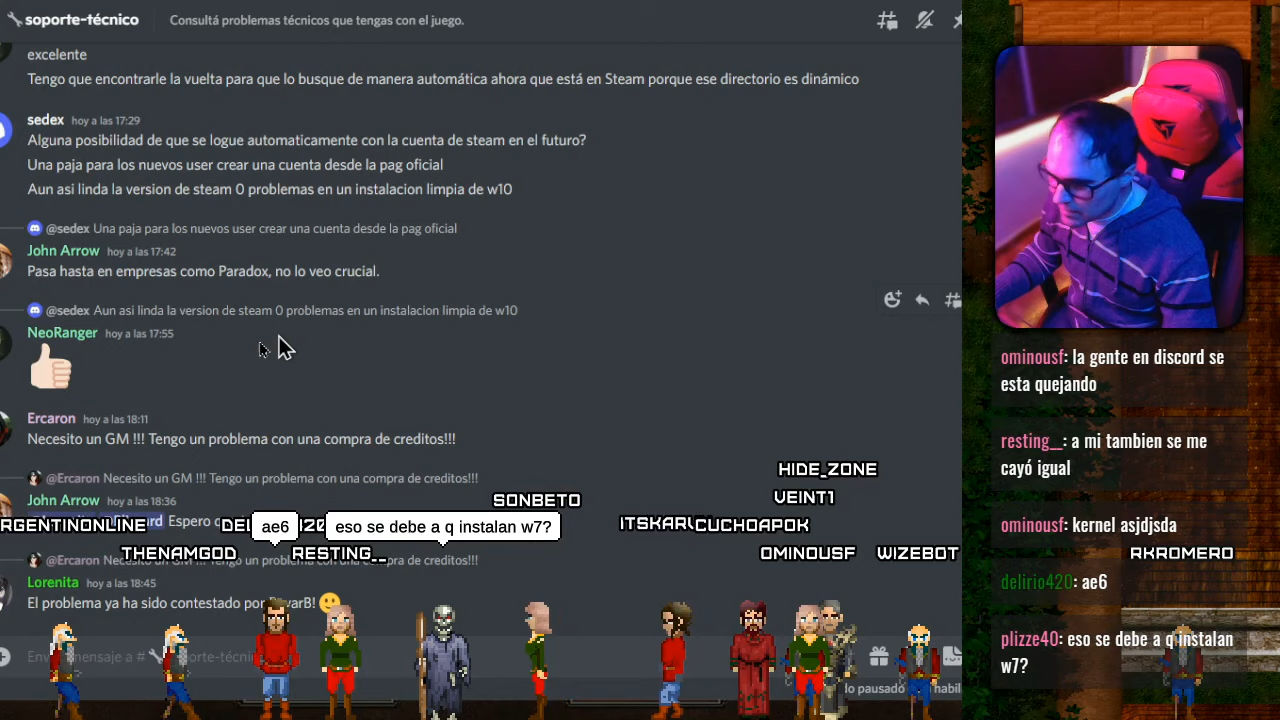 soporte-técnico
Consultá problemas técnicos que tengas con el juego.
excelente
Tengo que encontrarle la vuelta para que lo busque de manera automática ahora que está en Steam porque ese directorio es dinámico
sedex hoy a las 17:29
Alguna posibilidad de que se logue automaticamente con la cuenta de steam en el futuro?
Una paja para los nuevos user crear una cuenta desde la pag oficial
Aun asi linda la version de steam 0 problemas en un instalacion limpia de w10
@sedex Una paja para los nuevos user crear una cuenta desde la pag oficial
John Arrow hoy a las 17:42
Pasa hasta en empresas como Paradox, no lo veo crucial.
@sedex Aun asi linda la version de steam 0 problemas en un instalacion limpia de w10
NeoRanger hoy a las 17:55
Ercaron hoy a las 18:11
Necesito un GM !!! Tengo un problema con una compra de creditos!!!
@Ercaron Necesito un GM !!! Tengo un problema con una compra de creditos!!!
John Arrow hoy a las 18:36
Espero
@Ercaron
Lorenita hoy a las 18:45
El problema ya ha sido contestado por
HIDE_ZONE
SONBETO
VEINT1
RGENTINONLINE
ae6
eso se debe a q instalan w7?
CUCHOAPOK
THENAMGOD
RESTING__
OMINOUSF
WIZEBOT
RKROMERO
ominousf: la gente en discord se
esta quejando
resting__: a mi tambien se me
cayó igual
ominousf: kernel asjdjsda
delirio420: ae6
plizze40: eso se debe a q instalan
w7?